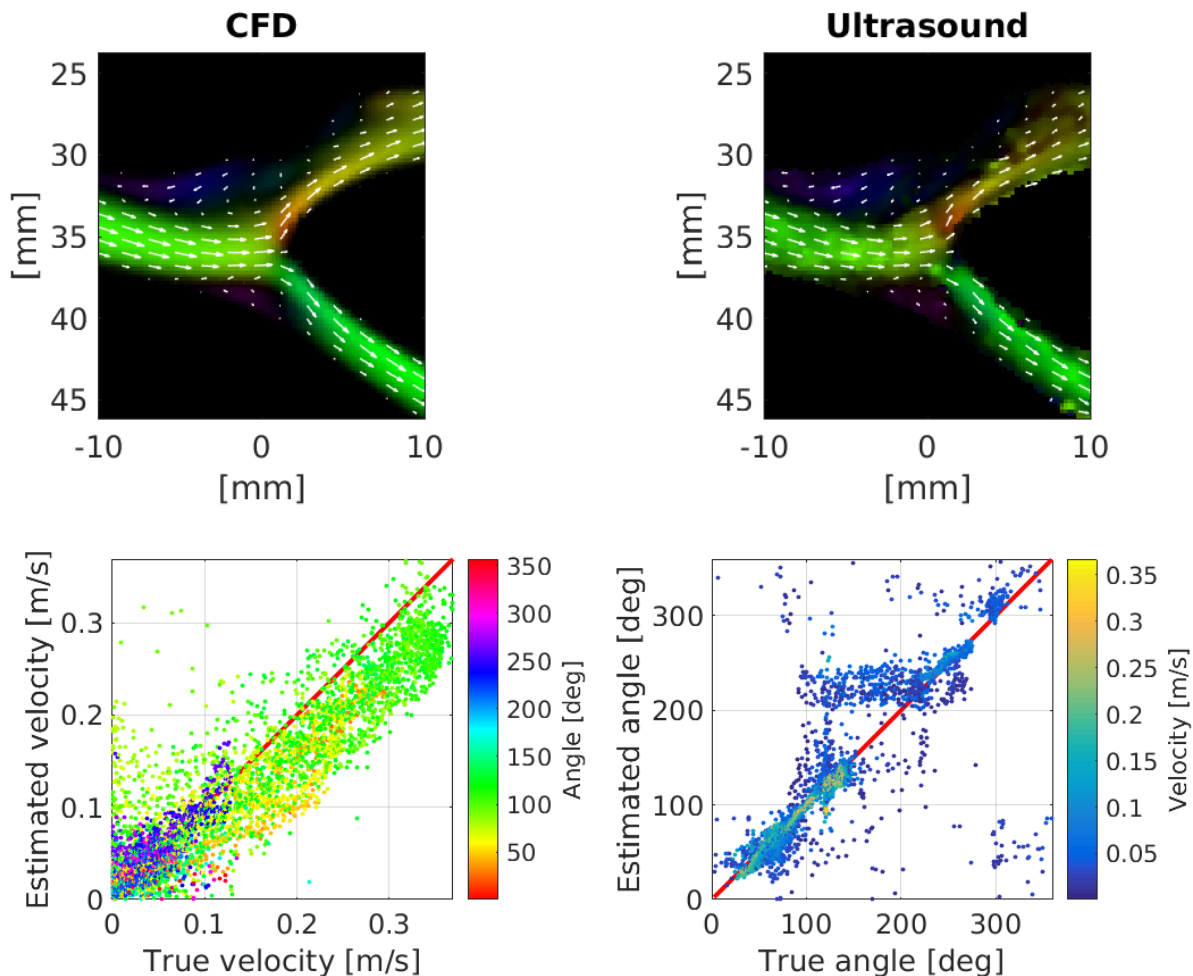 CFD
25
30
35
40
45
[mm]
-10 0 10
[mm]
Ultrasound
25
30
35
40
45
[mm]
-10 0 10
[mm]
Estimated velocity [m/s]
0.3
0.2
0.1
0
0 0.1 0.2 0.3
True velocity [m/s]
350
300
250
200
150
100
50
Angle [deg]
Estimated angle [deg]
300
200
100
0
0 100 200 300
True angle [deg]
0.35
0.3
0.25
0.2
0.15
0.1
0.05
Velocity [m/s]